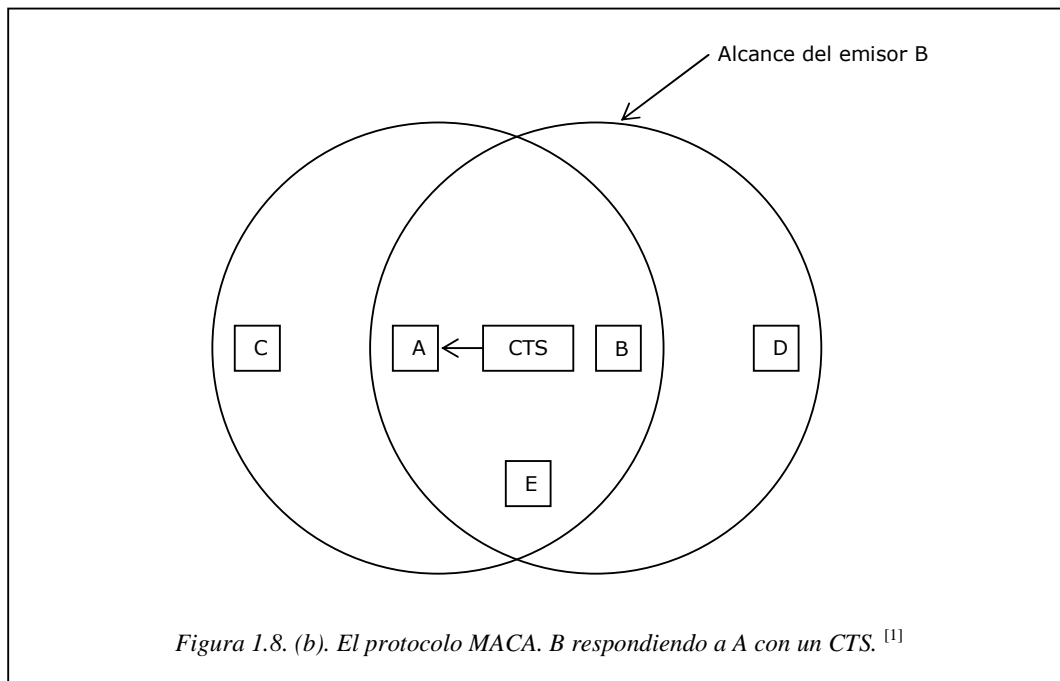 Alcance del emisor B
C
A
CTS
B
D
E
Figura 1.8. (b). El protocolo MACA. B respondiendo a A con un CTS. [1]